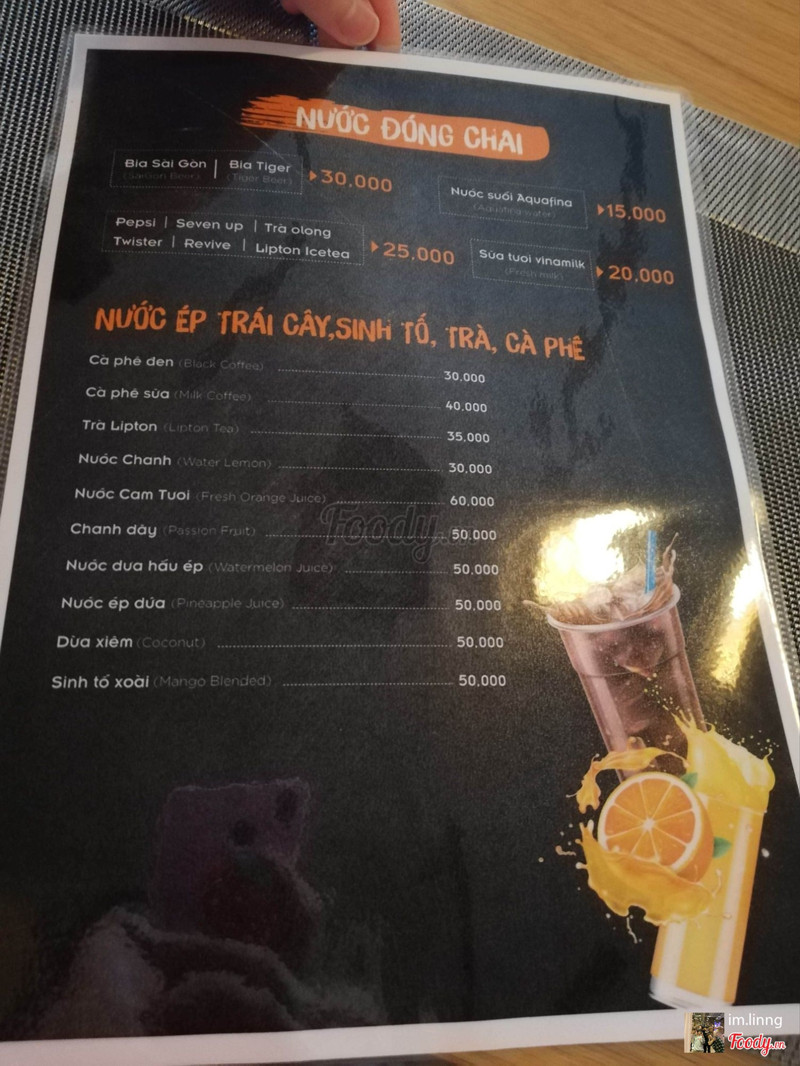 NƯỚC ĐÓNG CHAI
Bia Sài Gòn | Bia Tiger
(SaiGon Beer) (Tiger Beer)
30,000
Nước suối Aquafina
(Aquafina water)
15,000
Pepsi | Seven up | Trà olong
Twister | Revive | Lipton Icetea
25,000
Sữa tươi vinamilk
(Fresh milk)
20,000
NƯỚC ÉP TRÁI CÂY,SINH TỐ, TRÀ, CÀ PHÊ
Cà phê đen (Black Coffee) 30,000
Cà phê sữa (Milk Coffee) 40,000
Trà Lipton (Lipton Tea) 35,000
Nước Chanh (Water Lemon) 30,000
Nước Cam Tươi (Fresh Orange Juice) 60,000
Chanh dây (Passion Fruit) 50,000
Nước dưa hấu ép (Watermelon Juice) 50,000
Nước ép dứa (Pineapple Juice) 50,000
Dừa xiêm (Coconut) 50,000
Sinh tố xoài (Mango Blended) 50,000
Foody.vn
im.linng
Foody.vn